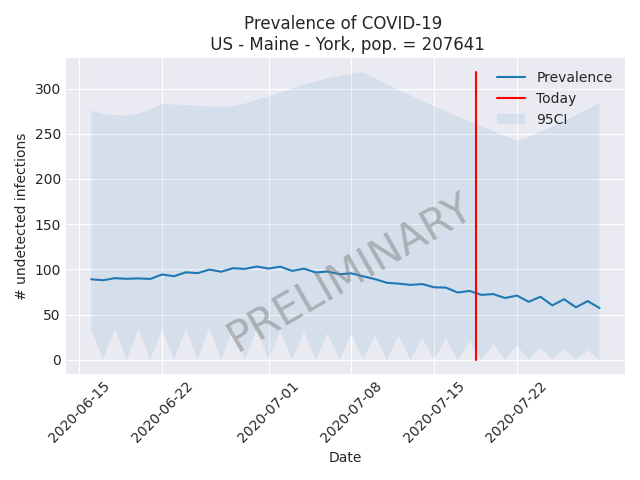 Prevalence of COVID-19
US - Maine - York, pop. = 207641
# undetected infections
300
250
200
150
100
50
0
Prevalence
Today
95CI
PRELIMINARY
2020-06-15
2020-06-22
2020-07-01
2020-07-08
2020-07-15
2020-07-22
Date